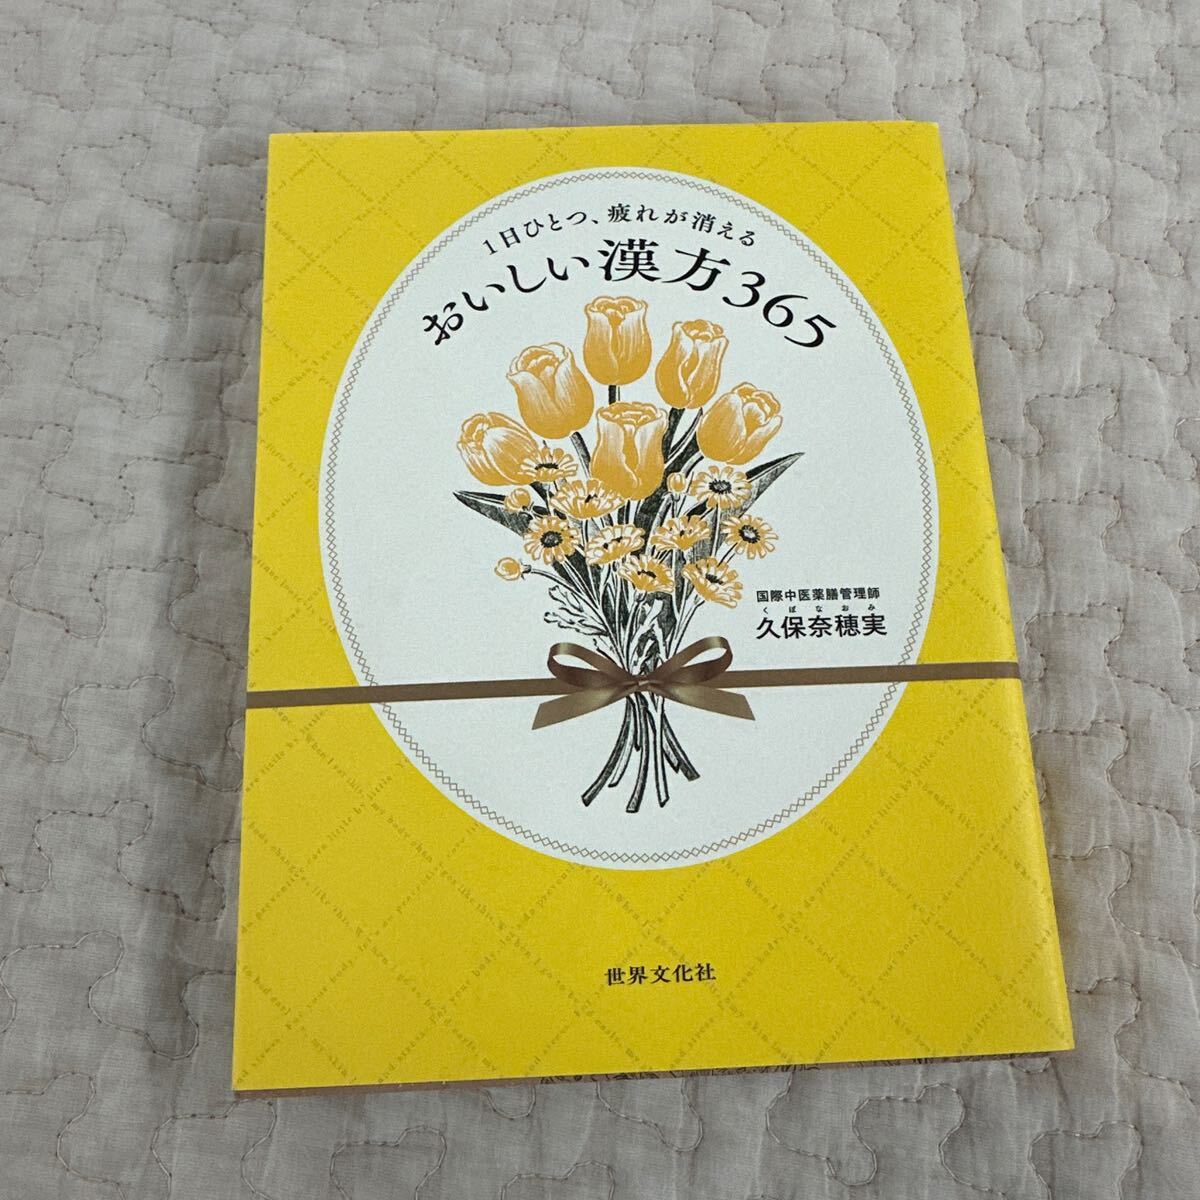 1日ひとつ、疲れが消える
おいしい漢方365
国際中医薬膳管理師
くぼなおみ
久保奈穂実
世界文化社